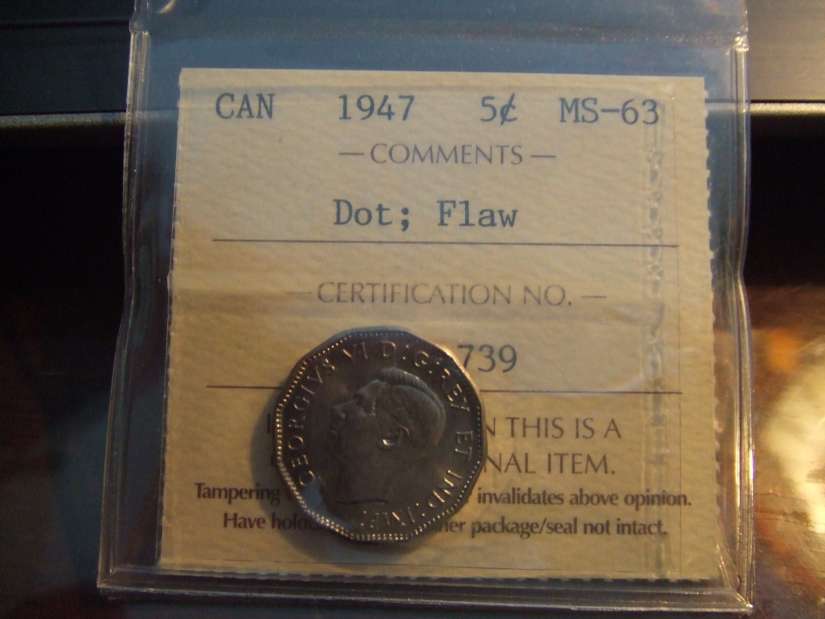 CAN 1947 5¢ MS-63
— COMMENTS —
Dot; Flaw
— CERTIFICATION NO. —
739
N THIS IS A
NAL ITEM.
Tampering invalidates above opinion.
Have package/seal not intact.
GEORGIVS VI D:G:REX ET IND:IMP: